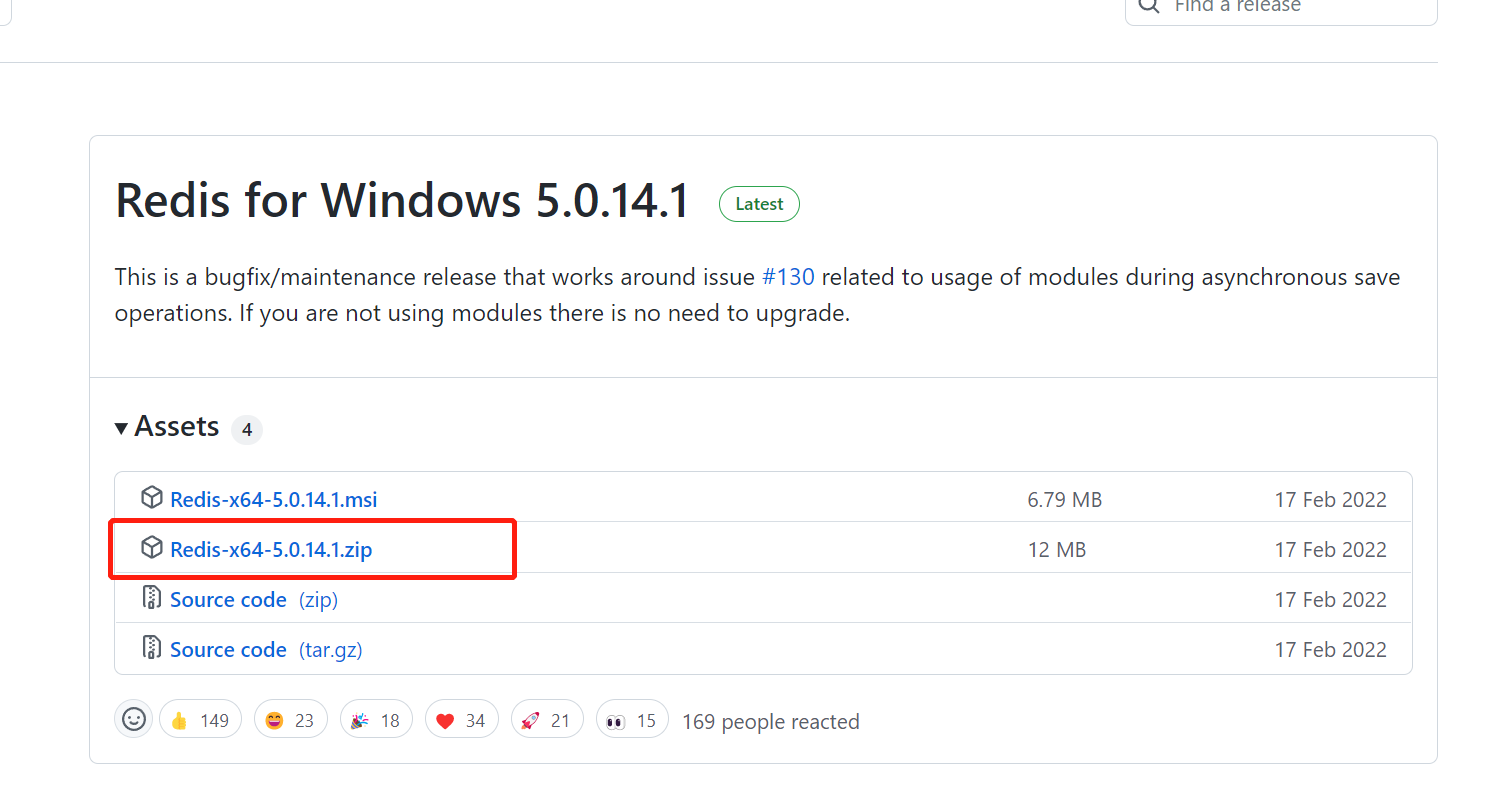 Find a release
Redis for Windows 5.0.14.1 Latest
This is a bugfix/maintenance release that works around issue #130 related to usage of modules during asynchronous save
operations. If you are not using modules there is no need to upgrade.
Assets 4
Redis-x64-5.0.14.1.msi 6.79 MB 17 Feb 2022
Redis-x64-5.0.14.1.zip 12 MB 17 Feb 2022
Source code (zip) 17 Feb 2022
Source code (tar.gz) 17 Feb 2022
149 23 18 34 21 15 169 people reacted